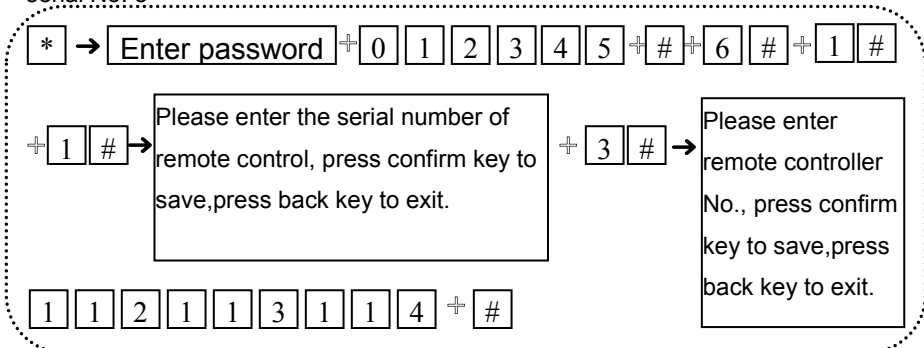 * → Enter password + 0 1 2 3 4 5 + # + 6 # + 1 #
+ 1 # →
Please enter the serial number of
remote control, press confirm key to
save,press back key to exit.
+ 3 # →
Please enter
remote controller
No., press confirm
key to save,press
back key to exit.
1 1 2 1 1 3 1 1 4 + #